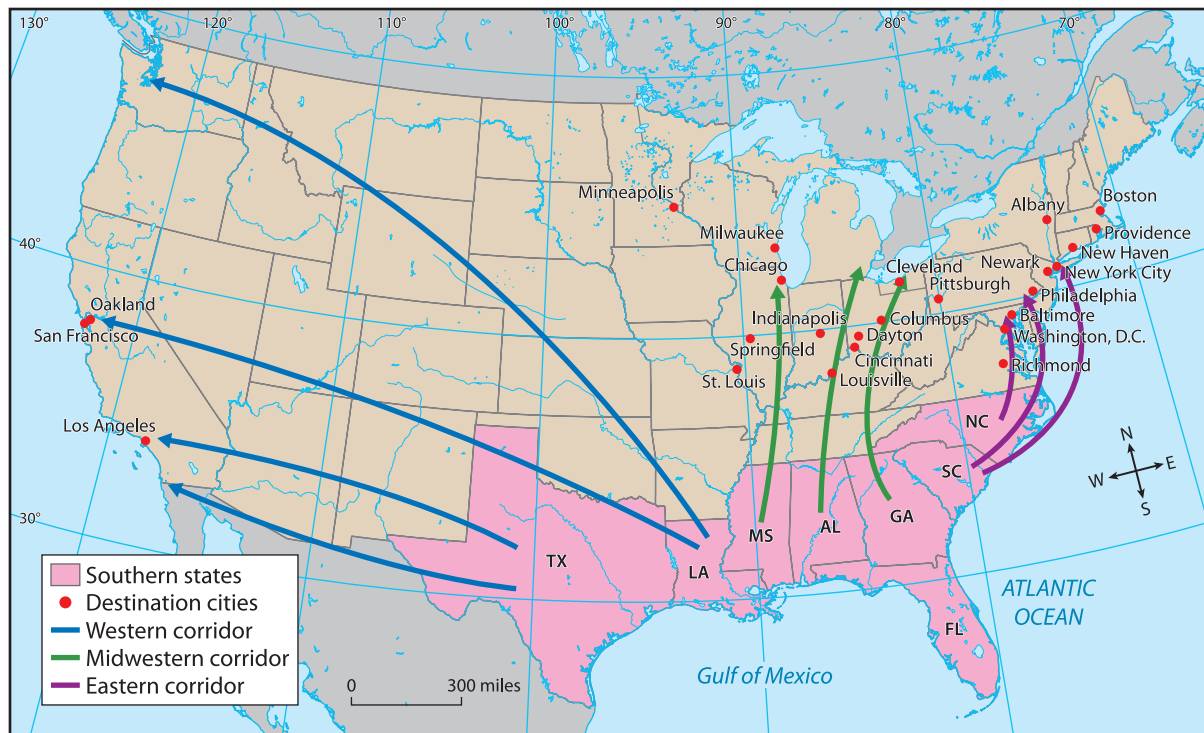 130°
120°
110°
100°
90°
80°
70°
40°
30°
Minneapolis
Milwaukee
Chicago
Albany
Boston
Providence
New Haven
Newark
New York City
Cleveland
Pittsburgh
Philadelphia
Baltimore
Washington, D.C.
Richmond
Indianapolis
Columbus
Dayton
Cincinnati
Springfield
St. Louis
Louisville
Oakland
San Francisco
Los Angeles
NC
SC
GA
AL
MS
LA
TX
FL
N
W
E
S
ATLANTIC
OCEAN
Gulf of Mexico
Southern states
Destination cities
Western corridor
Midwestern corridor
Eastern corridor
0 300 miles